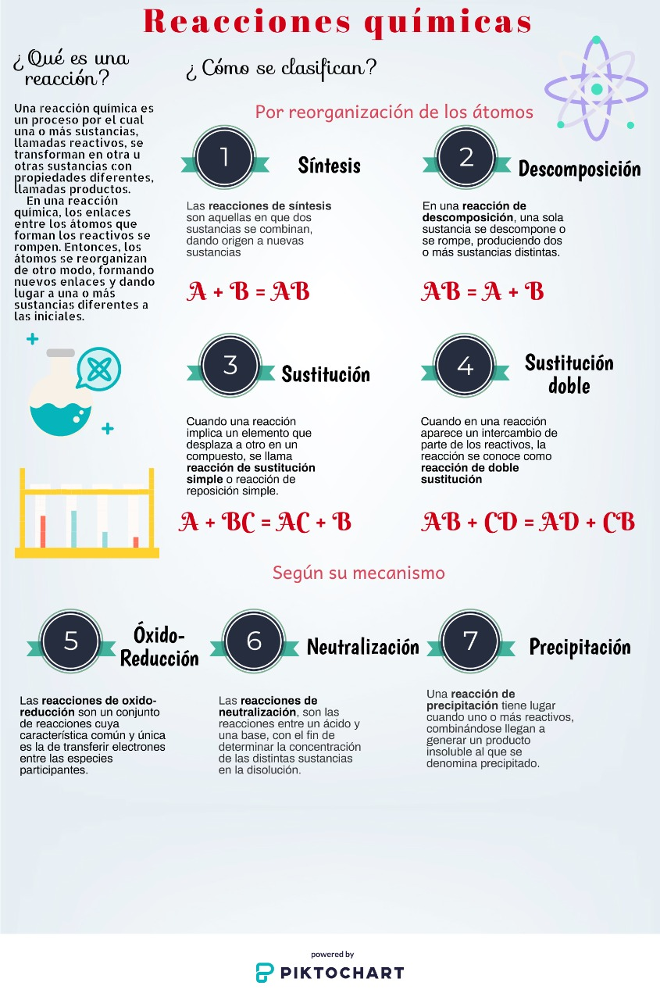 Reacciones químicas
¿Qué es una
reacción?
Una reacción química es
un proceso por el cual
una o más sustancias,
llamadas reactivos, se
transforman en otra u
otras sustancias con
propiedades diferentes,
llamadas productos.
En una reacción
química, los enlaces
entre los átomos que
forman los reactivos se
rompen. Entonces, los
átomos se reorganizan
de otro modo, formando
nuevos enlaces y dando
lugar a una o más
sustancias diferentes a
las iniciales.
¿Cómo se clasifican?
Por reorganización de los átomos
1
Síntesis
Las reacciones de síntesis
son aquellas en que dos
sustancias se combinan,
dando origen a nuevas
sustancias
A + B = AB
2
Descomposición
En una reacción de
descomposición, una sola
sustancia se descompone o
se rompe, produciendo dos
o más sustancias distintas.
AB = A + B
3
Sustitución
Cuando una reacción
implica un elemento que
desplaza a otro en un
compuesto, se llama
reacción de sustitución
simple o reacción de
reposición simple.
A + BC = AC + B
4
Sustitución
doble
Cuando en una reacción
aparece un intercambio de
parte de los reactivos, la
reacción se conoce como
reacción de doble
sustitución
AB + CD = AD + CB
Según su mecanismo
5
Óxido-
Reducción
Las reacciones de oxido-
reducción son un conjunto
de reacciones cuya
característica común y única
es la de transferir electrones
entre las especies
participantes.
6
Neutralización
Las reacciones de
neutralización, son las
reacciones entre un ácido y
una base, con el fin de
determinar la concentración
de las distintas sustancias
en la disolución.
7
Precipitación
Una reacción de
precipitación tiene lugar
cuando uno o más reactivos,
combinándose llegan a
generar un producto
insoluble al que se
denomina precipitado.
powered by
PIKTOCHART